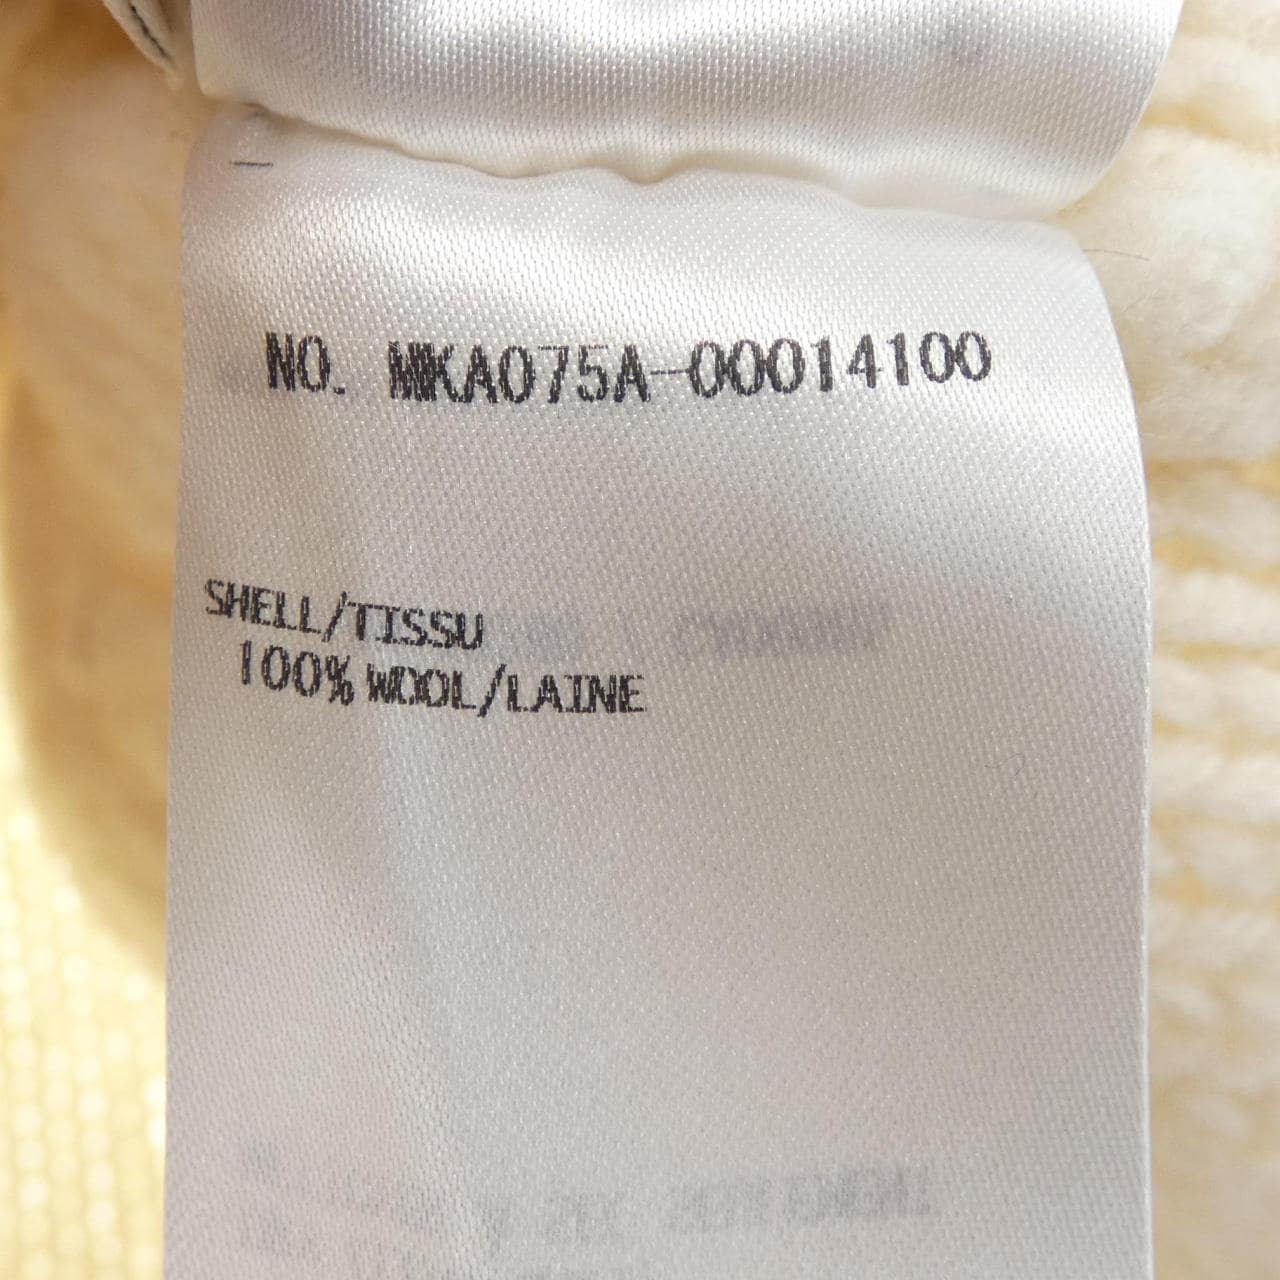 NO. MKA075A-00014100
SHELL/TISSU
100% WOOL/LAINE